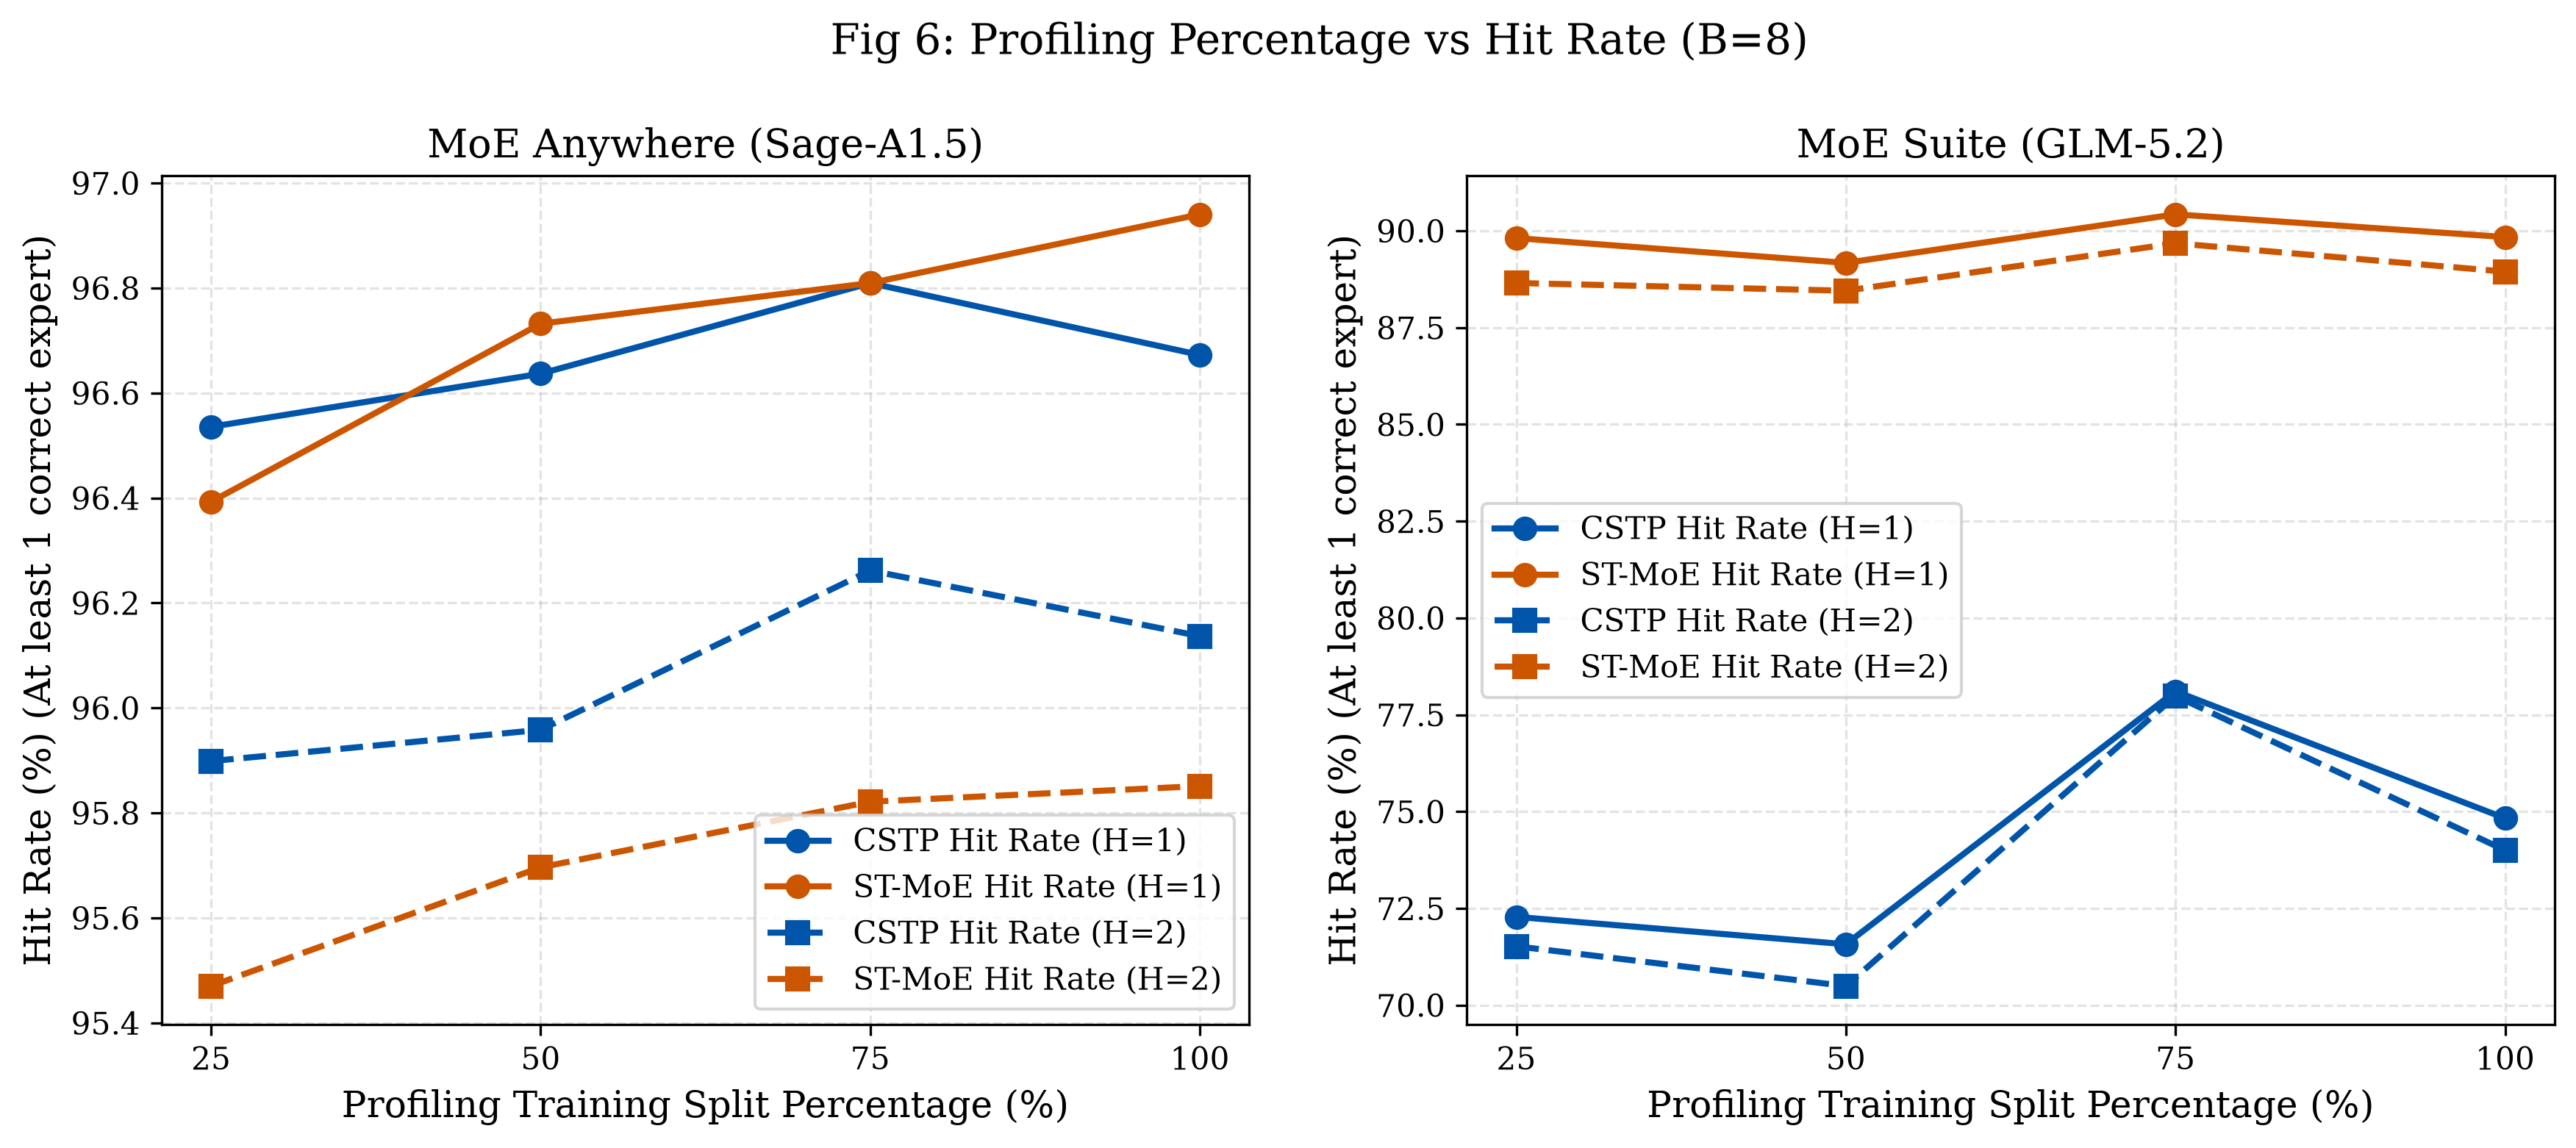 Fig 6: Profiling Percentage vs Hit Rate (B=8)
MoE Anywhere (Sage-A1.5)
Hit Rate (%) (At least 1 correct expert)
97.0
96.8
96.6
96.4
96.2
96.0
95.8
95.6
95.4
CSTP Hit Rate (H=1)
ST-MoE Hit Rate (H=1)
CSTP Hit Rate (H=2)
ST-MoE Hit Rate (H=2)
25 50 75 100
Profiling Training Split Percentage (%)
MoE Suite (GLM-5.2)
Hit Rate (%) (At least 1 correct expert)
90.0
87.5
85.0
82.5
80.0
77.5
75.0
72.5
70.0
CSTP Hit Rate (H=1)
ST-MoE Hit Rate (H=1)
CSTP Hit Rate (H=2)
ST-MoE Hit Rate (H=2)
25 50 75 100
Profiling Training Split Percentage (%)